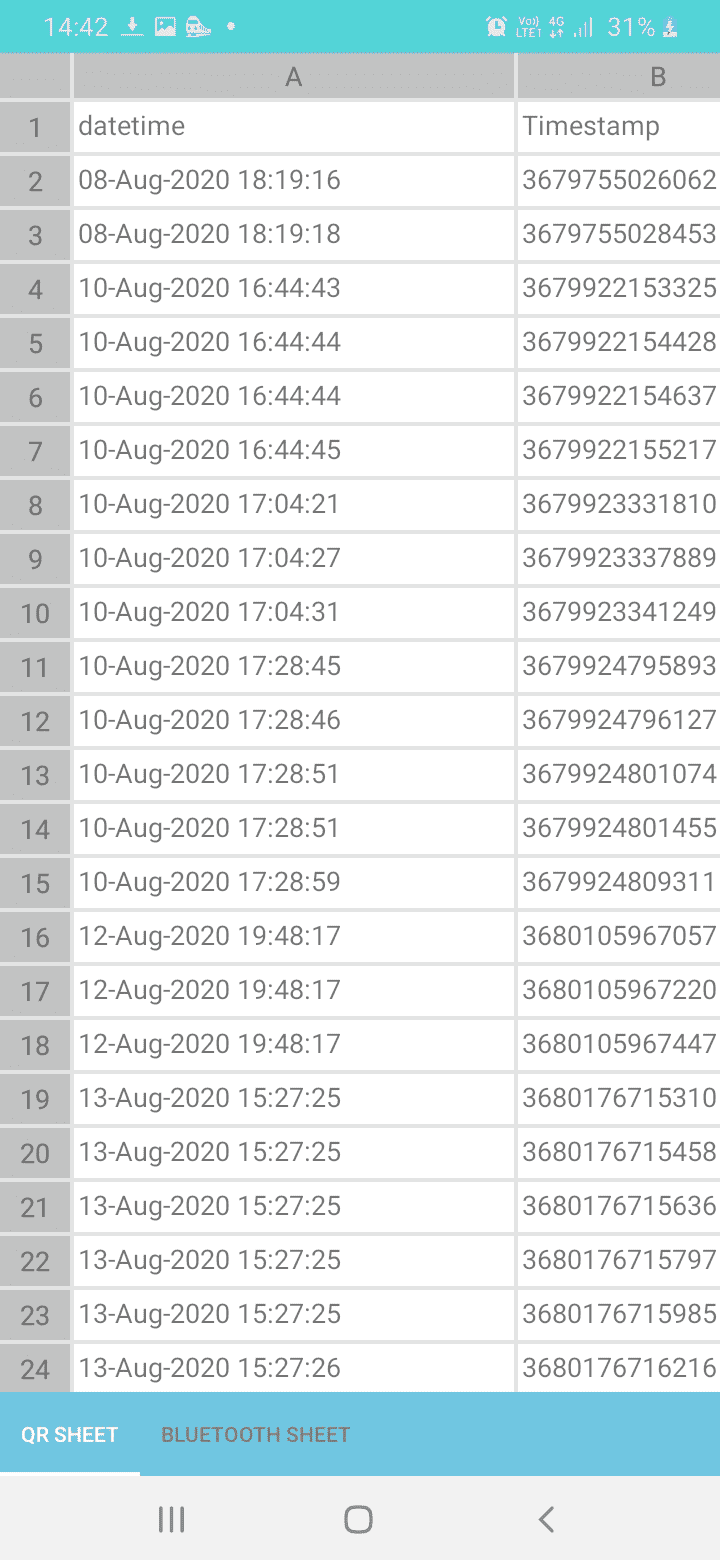 14:42 Vo)) LTE1 4G 31%
A B
1 datetime Timestamp
2 08-Aug-2020 18:19:16 3679755026062
3 08-Aug-2020 18:19:18 3679755028453
4 10-Aug-2020 16:44:43 3679922153325
5 10-Aug-2020 16:44:44 3679922154428
6 10-Aug-2020 16:44:44 3679922154637
7 10-Aug-2020 16:44:45 3679922155217
8 10-Aug-2020 17:04:21 3679923331810
9 10-Aug-2020 17:04:27 3679923337889
10 10-Aug-2020 17:04:31 3679923341249
11 10-Aug-2020 17:28:45 3679924795893
12 10-Aug-2020 17:28:46 3679924796127
13 10-Aug-2020 17:28:51 3679924801074
14 10-Aug-2020 17:28:51 3679924801455
15 10-Aug-2020 17:28:59 3679924809311
16 12-Aug-2020 19:48:17 3680105967057
17 12-Aug-2020 19:48:17 3680105967220
18 12-Aug-2020 19:48:17 3680105967447
19 13-Aug-2020 15:27:25 3680176715310
20 13-Aug-2020 15:27:25 3680176715458
21 13-Aug-2020 15:27:25 3680176715636
22 13-Aug-2020 15:27:25 3680176715797
23 13-Aug-2020 15:27:25 3680176715985
24 13-Aug-2020 15:27:26 3680176716216
QR SHEET BLUETOOTH SHEET